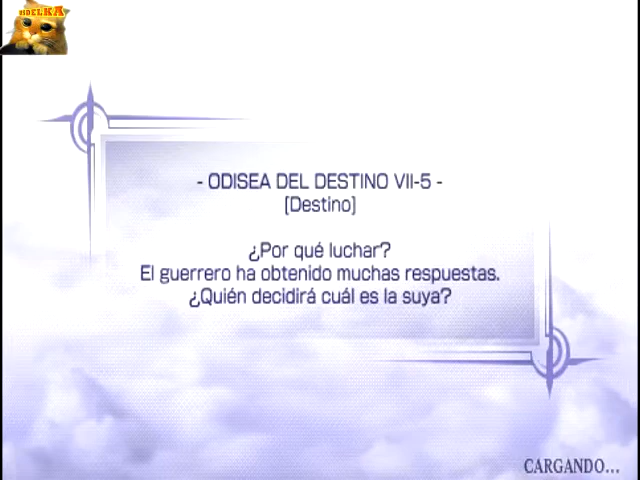 USDELKA
- ODISEA DEL DESTINO VII-5 -
[Destino]
¿Por qué luchar?
El guerrero ha obtenido muchas respuestas.
¿Quién decidirá cuál es la suya?
CARGANDO...